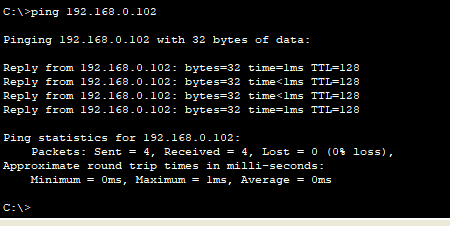 C:\>ping 192.168.0.102
Pinging 192.168.0.102 with 32 bytes of data:
Reply from 192.168.0.102: bytes=32 time=1ms TTL=128
Reply from 192.168.0.102: bytes=32 time<1ms TTL=128
Reply from 192.168.0.102: bytes=32 time<1ms TTL=128
Reply from 192.168.0.102: bytes=32 time=1ms TTL=128
Ping statistics for 192.168.0.102:
    Packets: Sent = 4, Received = 4, Lost = 0 (0% loss),
Approximate round trip times in milli-seconds:
    Minimum = 0ms, Maximum = 1ms, Average = 0ms
C:\>